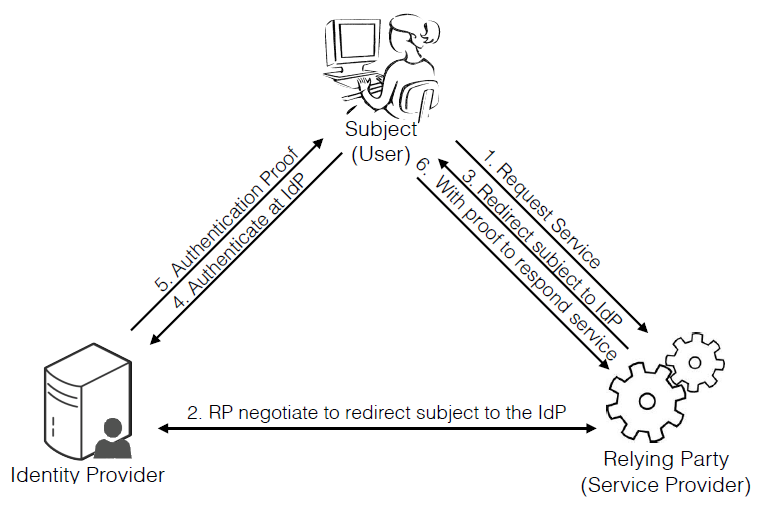 Subject
(User)
1. Request Service
3. Redirect subject to IdP
6. With proof to respond service
5. Authentication Proof
4. Authenticate at IdP
2. RP negotiate to redirect subject to the IdP
Identity Provider
Relying Party
(Service Provider)